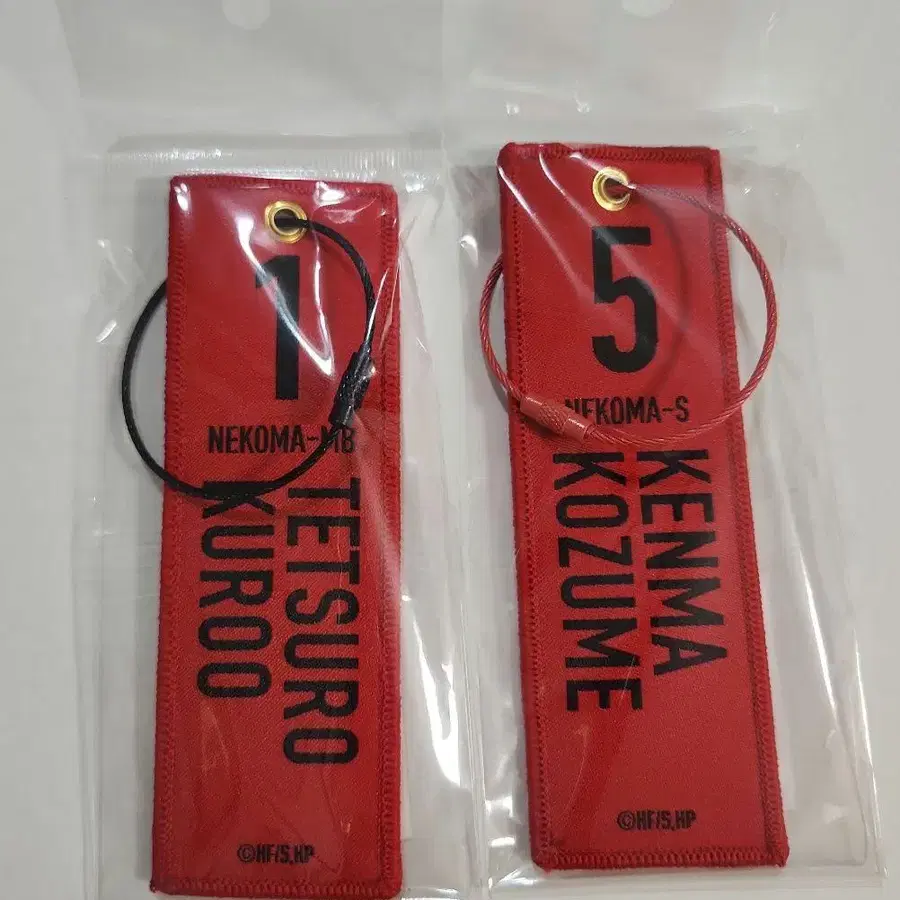 1
NEKOMA-MB
TETSURO
KUROO
©HF/S,HP
5
NEKOMA-S
KENMA
KOZUME
©HF/S,HP